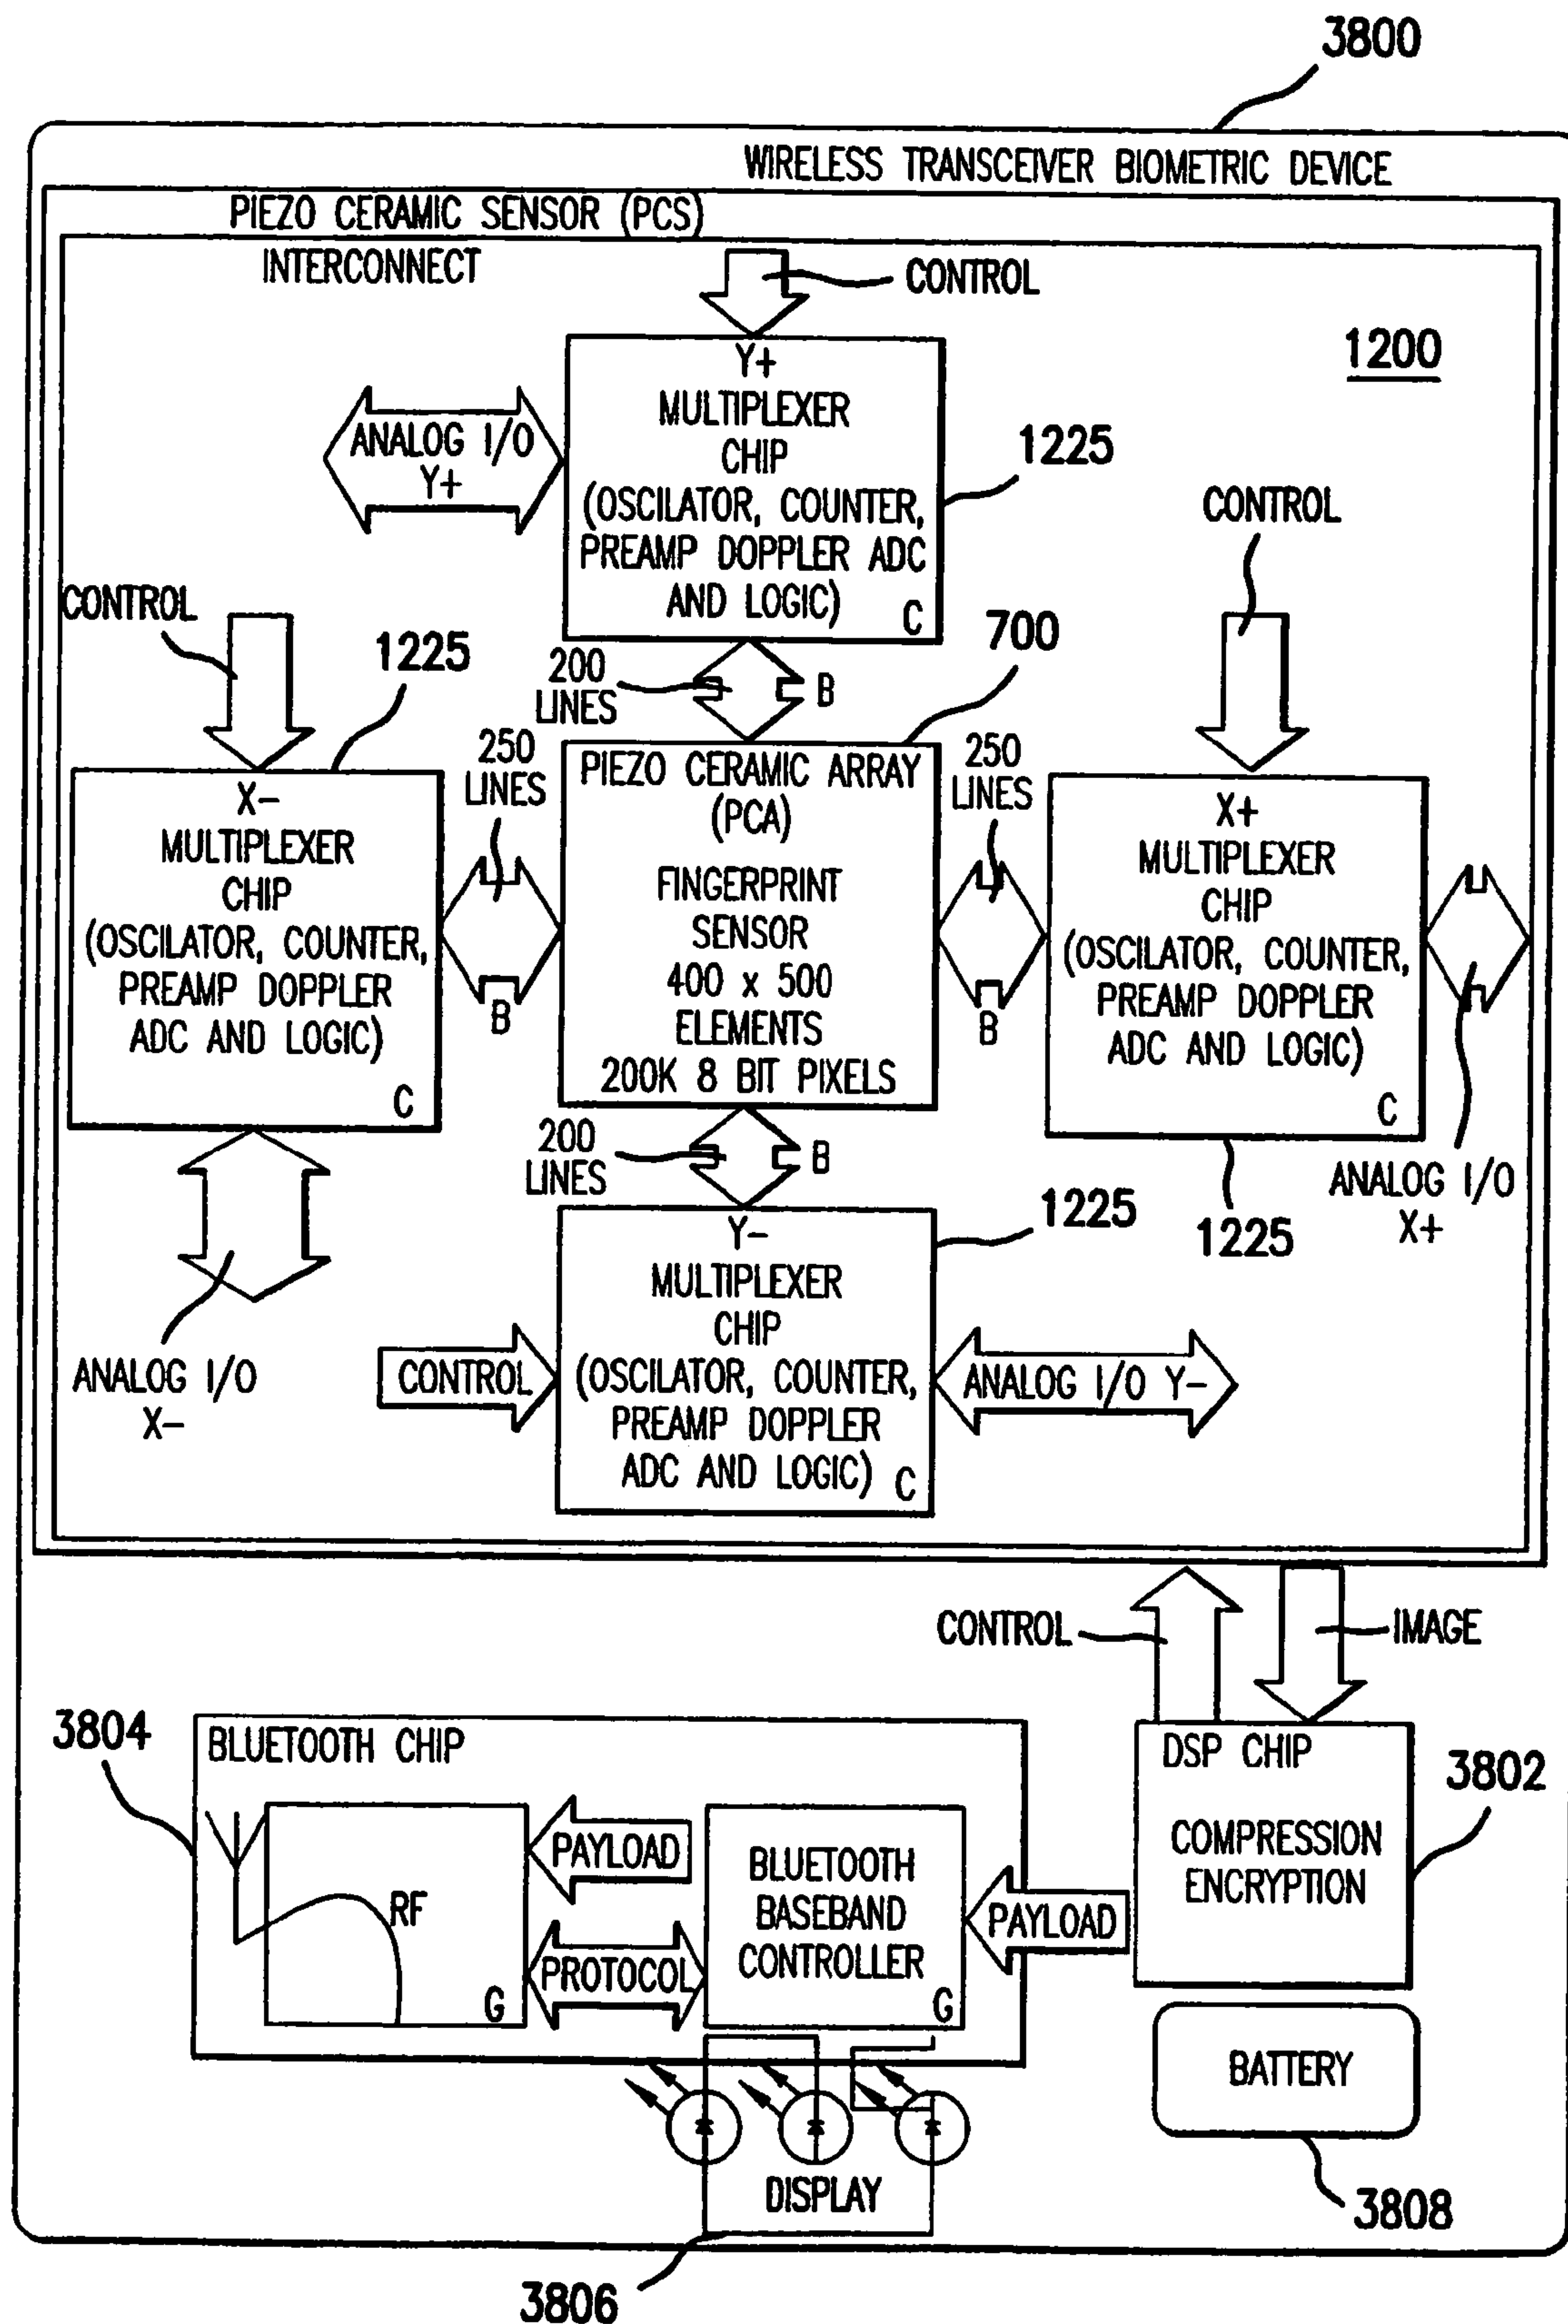 3800
WIRELESS TRANSCEIVER BIOMETRIC DEVICE
PIEZO CERAMIC SENSOR (PCS)
INTERCONNECT
CONTROL
1200
Y+
MULTIPLEXER
CHIP
(OSCILATOR, COUNTER,
PREAMP DOPPLER ADC
AND LOGIC)
C
ANALOG I/O
Y+
1225
CONTROL
CONTROL
1225
200
LINES
B
700
250
LINES
B
250
LINES
B
X-
MULTIPLEXER
CHIP
(OSCILATOR, COUNTER,
PREAMP DOPPLER
ADC AND LOGIC)
C
PIEZO CERAMIC ARRAY
(PCA)
FINGERPRINT
SENSOR
400 x 500
ELEMENTS
200K 8 BIT PIXELS
X+
MULTIPLEXER
CHIP
(OSCILATOR, COUNTER,
PREAMP DOPPLER
ADC AND LOGIC)
C
200
LINES
B
1225
1225
ANALOG I/O
X+
Y-
MULTIPLEXER
CHIP
(OSCILATOR, COUNTER,
PREAMP DOPPLER
ADC AND LOGIC)
C
ANALOG I/O
X-
CONTROL
ANALOG I/O Y-
CONTROL
IMAGE
3804
BLUETOOTH CHIP
DSP CHIP
COMPRESSION
ENCRYPTION
3802
RF
G
PAYLOAD
PROTOCOL
BLUETOOTH
BASEBAND
CONTROLLER
G
PAYLOAD
BATTERY
3808
DISPLAY
3806